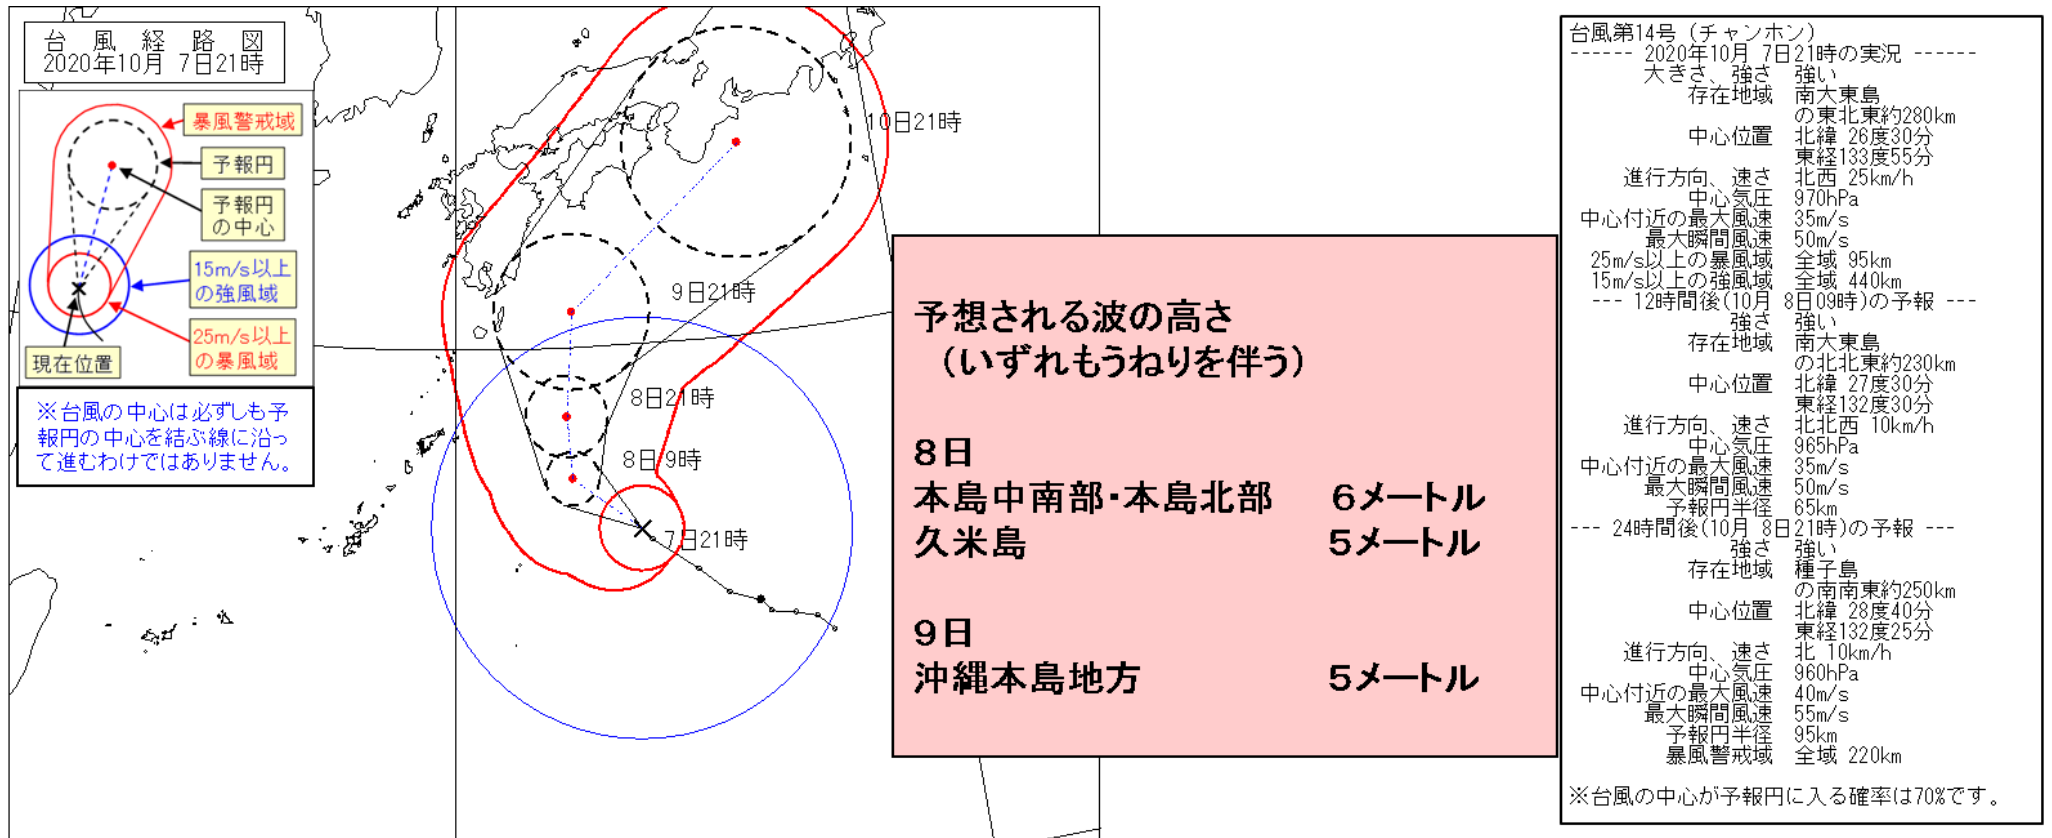 台風経路図
2020年10月 7日21時
暴風警戒域
予報円
予報円
の中心
15m/s以上
の強風域
25m/s以上
の暴風域
現在位置
※台風の中心は必ずしも予
報円の中心を結ぶ線に沿っ
て進むわけではありません。
10日21時
9日21時
8日21時
8日9時
7日21時
予想される波の高さ
（いずれもうねりを伴う）
8日
本島中南部・本島北部 6メートル
久米島 5メートル
9日
沖縄本島地方 5メートル
台風第14号 (チャンホン)
------ 2020年10月 7日21時の実況 ------
大きさ、強さ 強い
存在地域 南大東島
の東北東約280km
中心位置 北緯 26度30分
東経133度55分
進行方向、速さ 北西 25km/h
中心気圧 970hPa
中心付近の最大風速 35m/s
最大瞬間風速 50m/s
25m/s以上の暴風域 全域 95km
15m/s以上の強風域 全域 440km
--- 12時間後(10月 8日09時)の予報 ---
強さ 強い
存在地域 南大東島
の北北東約230km
中心位置 北緯 27度30分
東経132度30分
進行方向、速さ 北北西 10km/h
中心気圧 965hPa
中心付近の最大風速 35m/s
最大瞬間風速 50m/s
予報円半径 65km
--- 24時間後(10月 8日21時)の予報 ---
強さ 強い
存在地域 種子島
の南南東約250km
中心位置 北緯 28度40分
東経132度25分
進行方向、速さ 北 10km/h
中心気圧 960hPa
中心付近の最大風速 40m/s
最大瞬間風速 55m/s
予報円半径 95km
暴風警戒域 全域 220km
※台風の中心が予報円に入る確率は70%です。